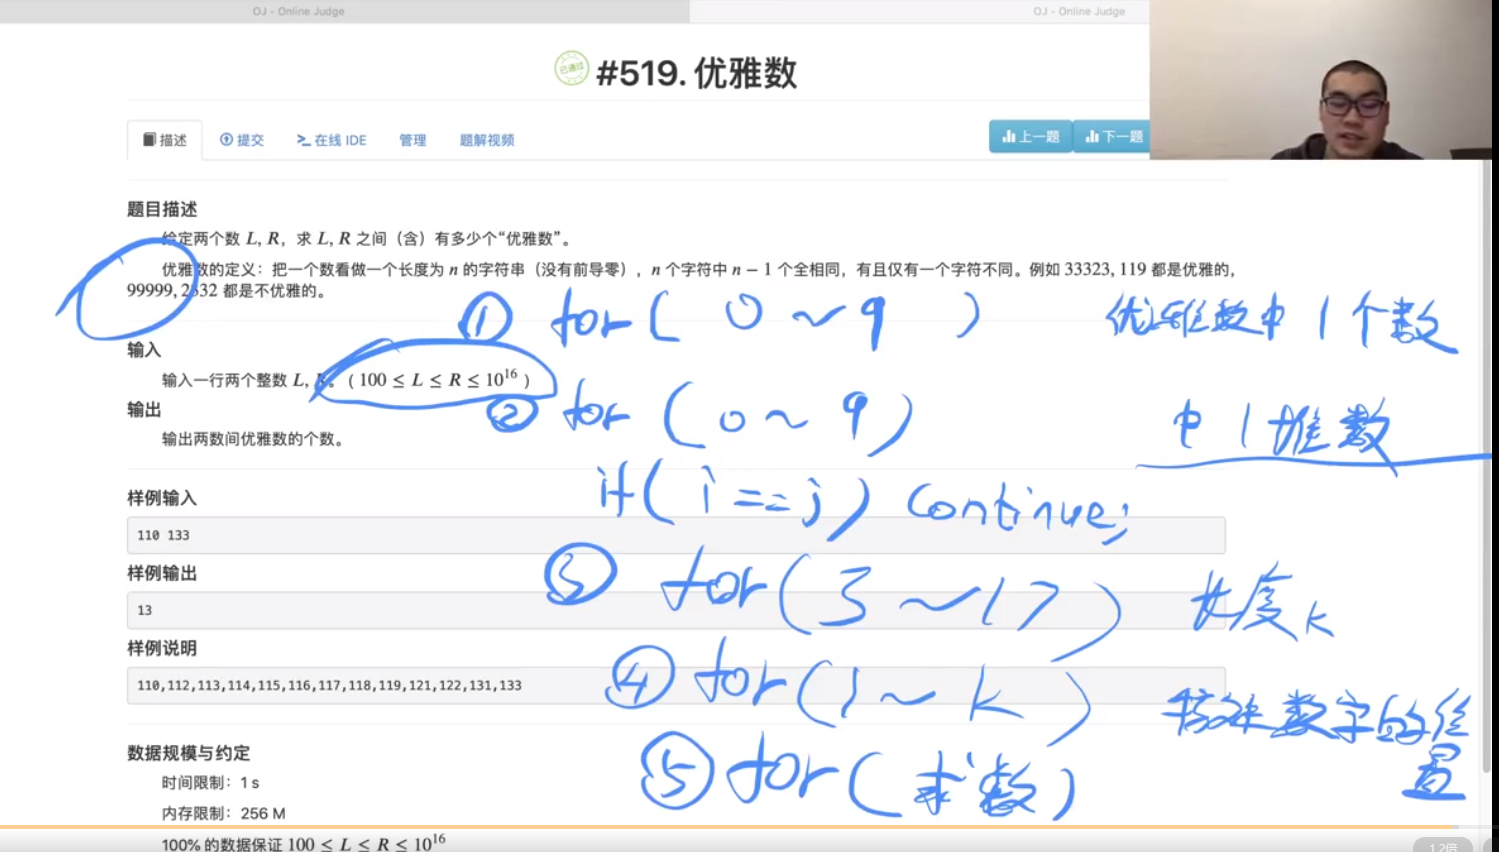 OJ - Online Judge
OJ - Online Judge
已通过
#519. 优雅数
描述
提交
在线 IDE
管理
题解视频
上一题
下一题
题目描述
给定两个数 L, R，求 L, R 之间（含）有多少个“优雅数”。
优雅数的定义：把一个数看做一个长度为 n 的字符串（没有前导零），n 个字符中 n − 1 个全相同，有且仅有一个字符不同。例如 33323, 119 都是优雅的，
99999, 2332 都是不优雅的。
① for( 0 ~ 9 ) 优雅数中 1 个数
输入
输入一行两个整数 L, R。( 100 ≤ L ≤ R ≤ 10^16 )
② for ( 0 ~ 9 ) 中 1 堆数
输出
输出两数间优雅数的个数。
if( i == j ) continue;
样例输入
110 133
③ for( 3 ~ 17 ) 长度 k
样例输出
13
样例说明
④ for( 1 ~ k ) 特殊数字的位置
110,112,113,114,115,116,117,118,119,121,122,131,133
⑤ for( 求数 )
数据规模与约定
时间限制：1 s
内存限制：256 M
100% 的数据保证 100 ≤ L ≤ R ≤ 10^16
1.2倍